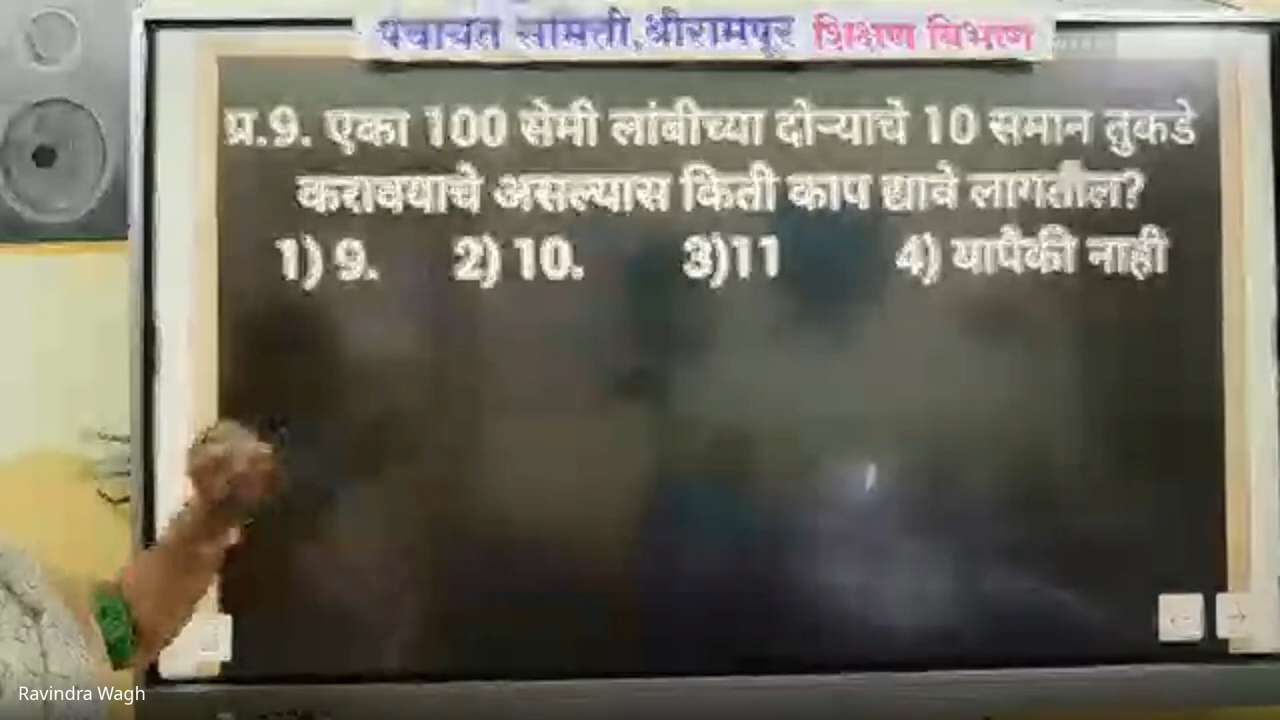 पंचायत समिती,श्रीरामपूर शिक्षण विभाग
प्र.9. एका 100 सेमी लांबीच्या दोऱ्याचे 10 समान तुकडे
करावयाचे असल्यास किती काप द्यावे लागतील?
1) 9. 2) 10. 3)11 4) यापैकी नाही
Ravindra Wagh